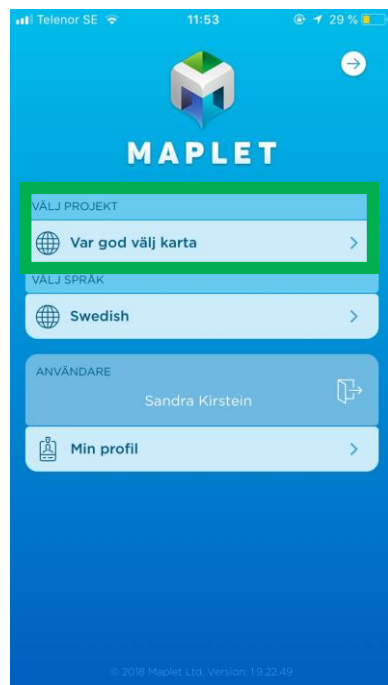 Telenor SE 11:53 29 %
MAPLET
VÄLJ PROJEKT
Var god välj karta
VÄLJ SPRÅK
Swedish
ANVÄNDARE
Sandra Kirstein
Min profil
© 2018 Maplet Ltd. Version: 1.9.22.49